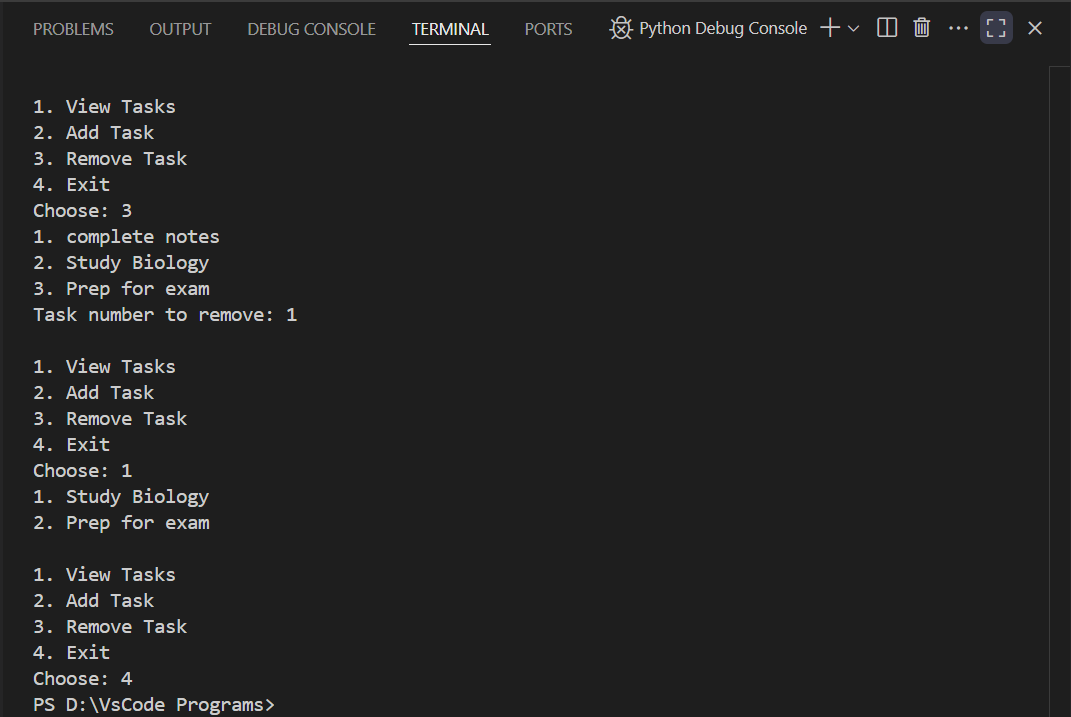 PROBLEMS OUTPUT DEBUG CONSOLE TERMINAL PORTS Python Debug Console
1. View Tasks
2. Add Task
3. Remove Task
4. Exit
Choose: 3
1. complete notes
2. Study Biology
3. Prep for exam
Task number to remove: 1
1. View Tasks
2. Add Task
3. Remove Task
4. Exit
Choose: 1
1. Study Biology
2. Prep for exam
1. View Tasks
2. Add Task
3. Remove Task
4. Exit
Choose: 4
PS D:\VsCode Programs>